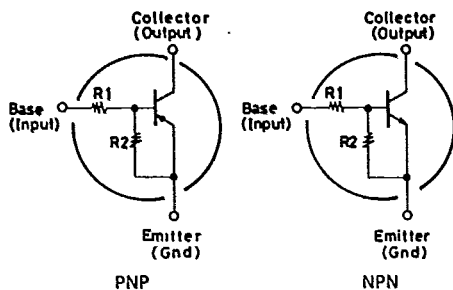 Collector
(Output)
R1
Base
(Input)
R2
Emitter
(Gnd)
PNP
Collector
(Output)
R1
Base
(Input)
R2
Emitter
(Gnd)
NPN